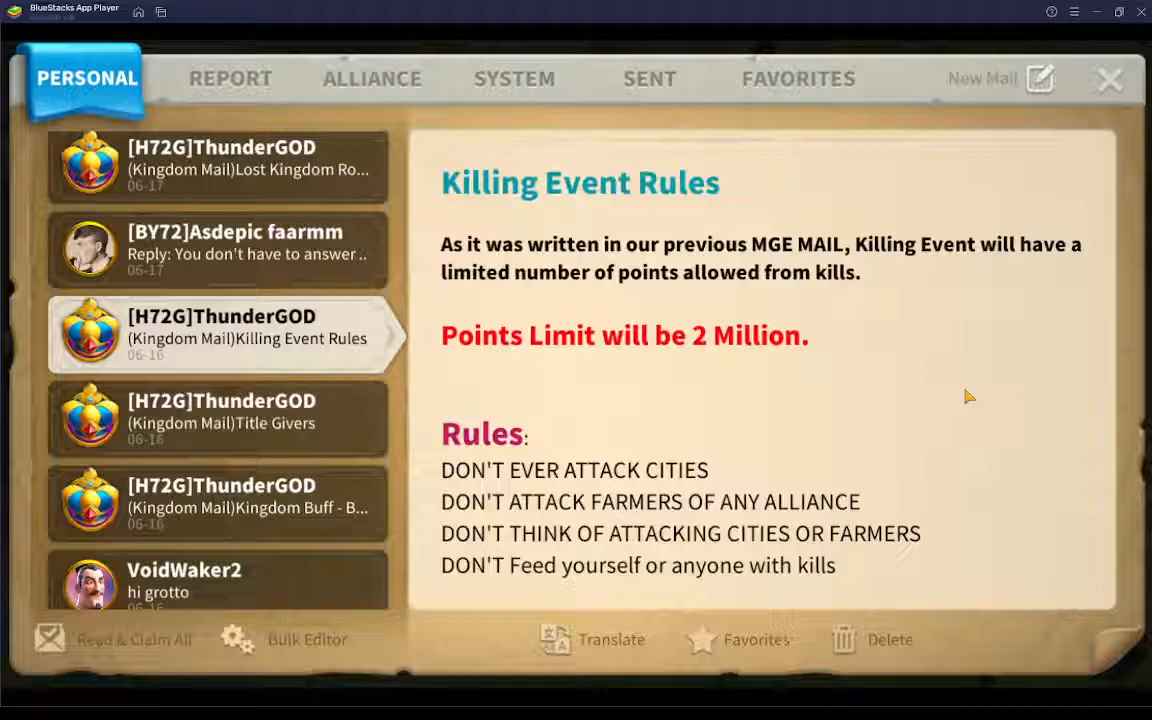 BlueStacks App Player
PERSONAL
REPORT
ALLIANCE
SYSTEM
SENT
FAVORITES
New Mail
[H72G]ThunderGOD
(Kingdom Mail)Lost Kingdom Ro...
06-17
[BY72]Asdepic faarmm
Reply: You don't have to answer ..
06-17
[H72G]ThunderGOD
(Kingdom Mail)Killing Event Rules
06-16
[H72G]ThunderGOD
(Kingdom Mail)Title Givers
06-16
[H72G]ThunderGOD
(Kingdom Mail)Kingdom Buff - B...
06-16
VoidWaker2
hi grotto
06-16
Killing Event Rules
As it was written in our previous MGE MAIL, Killing Event will have a
limited number of points allowed from kills.
Points Limit will be 2 Million.
Rules:
DON'T EVER ATTACK CITIES
DON'T ATTACK FARMERS OF ANY ALLIANCE
DON'T THINK OF ATTACKING CITIES OR FARMERS
DON'T Feed yourself or anyone with kills
Read & Claim All
Bulk Editor
Translate
Favorites
Delete